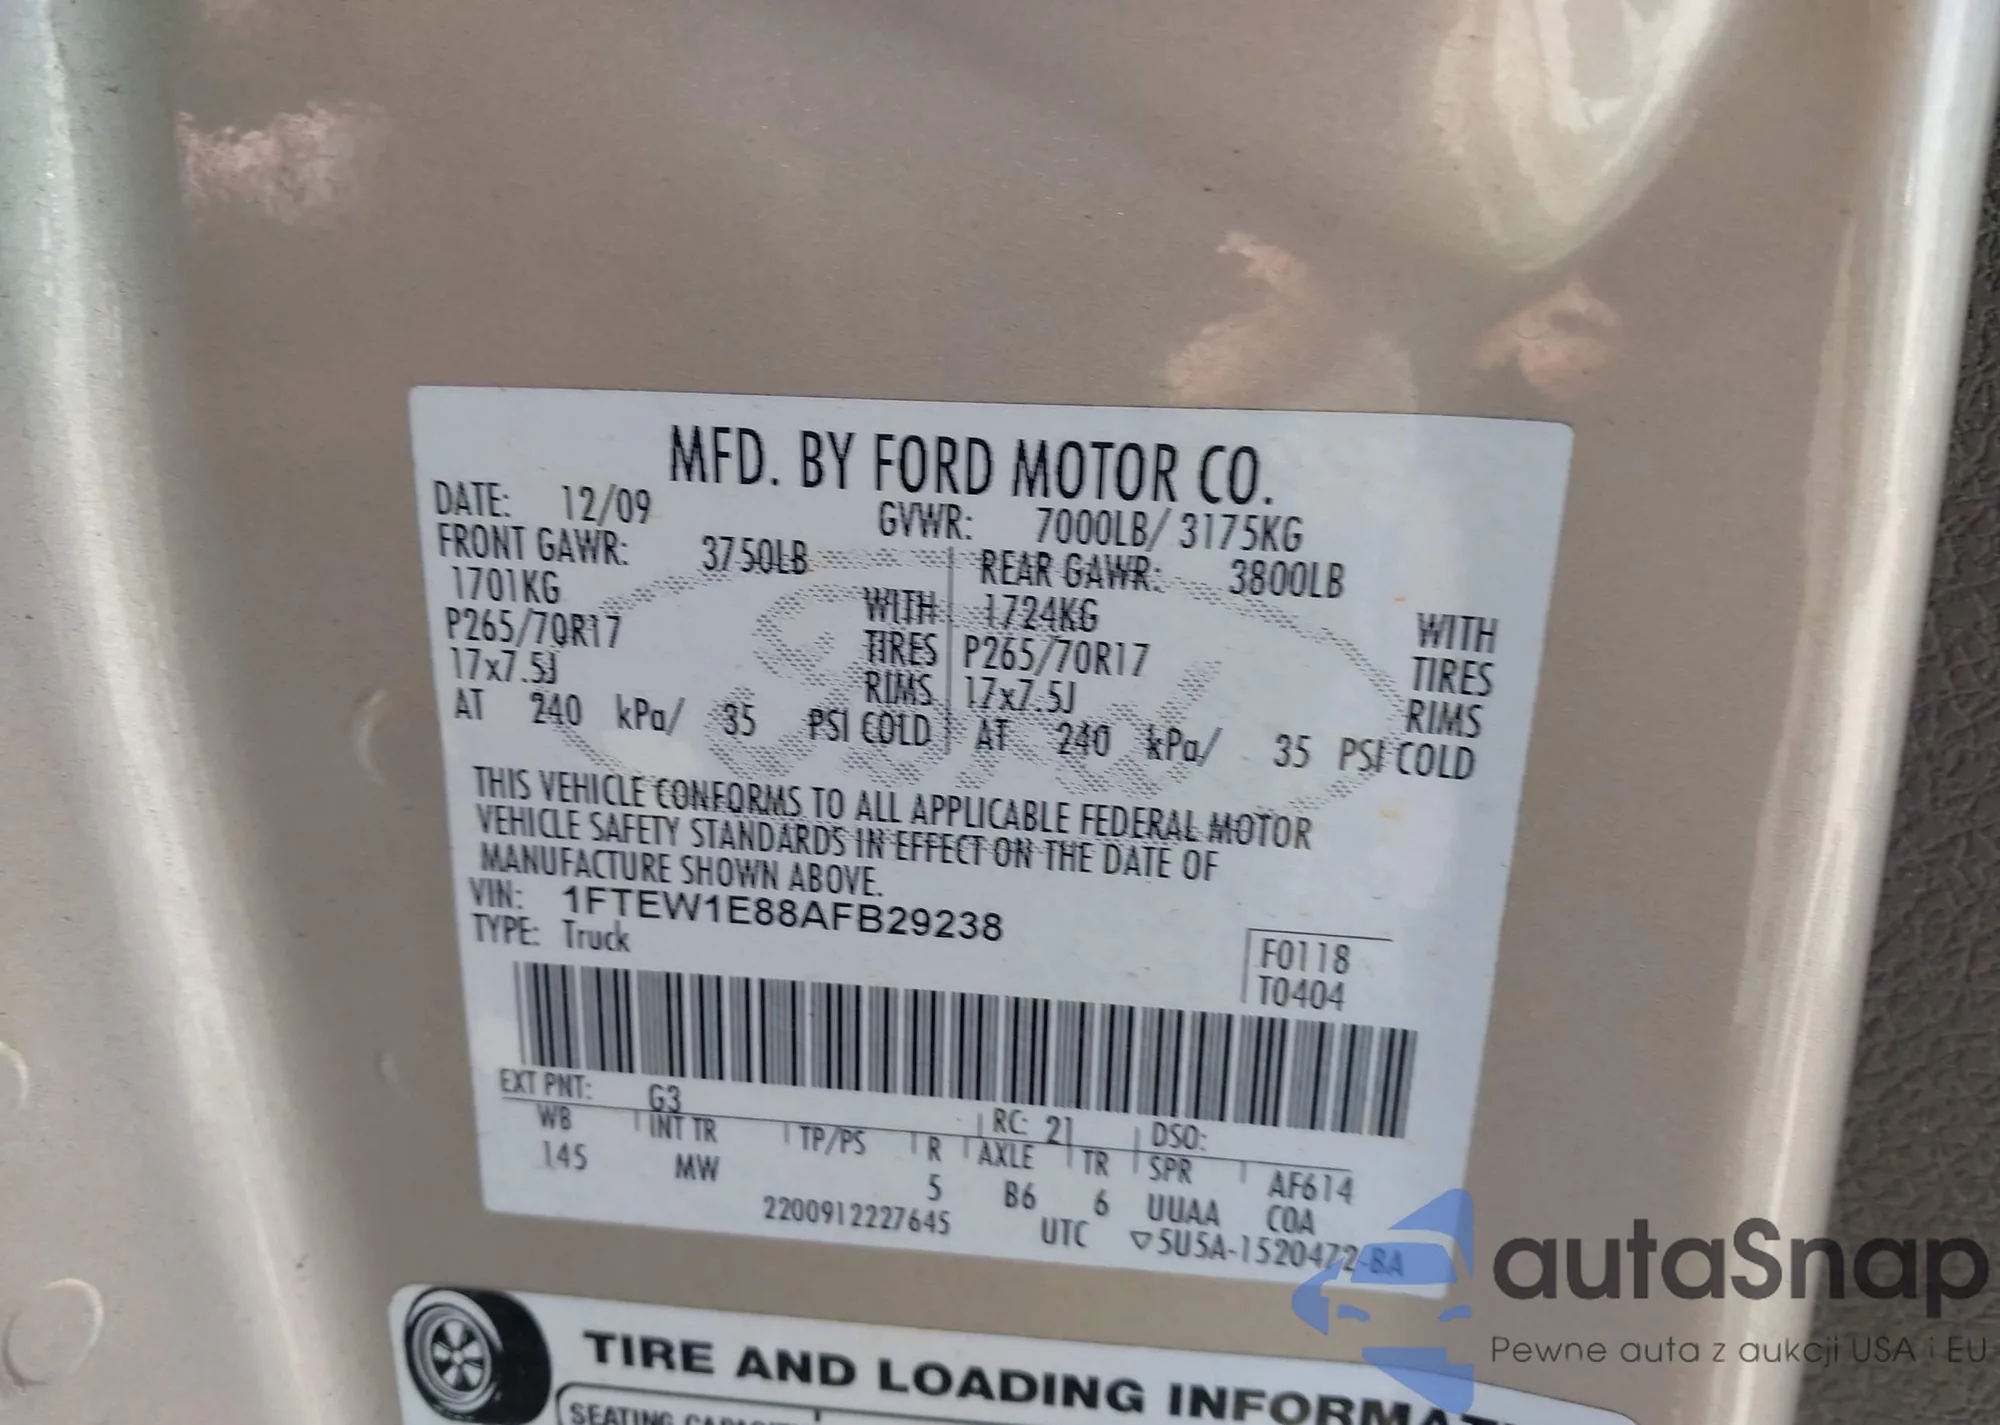 MFD. BY FORD MOTOR CO.
DATE: 12/09 GVWR: 7000LB/ 3175KG
FRONT GAWR: 3750LB REAR GAWR: 3800LB
1701KG WITH 1724KG WITH
P265/70R17 TIRES P265/70R17 TIRES
17x7.5J RIMS 17x7.5J RIMS
AT 240 kPa/ 35 PSI COLD AT 240 kPa/ 35 PSI COLD
THIS VEHICLE CONFORMS TO ALL APPLICABLE FEDERAL MOTOR
VEHICLE SAFETY STANDARDS IN EFFECT ON THE DATE OF
MANUFACTURE SHOWN ABOVE.
VIN: 1FTEW1E88AFB29238
TYPE: Truck
F0118
T0404
EXT PNT: G3 RC: 21 DSO:
WB INT TR TP/PS R AXLE TR SPR AF614
145 MW 5 B6 6 UUAA COA
2200912227645 UTC ▽5U5A-1520472-BA
Ford
TIRE AND LOADING INFORMAT
SEATING CAPACIT
autaSnap
Pewne auta z aukcji USA i EU